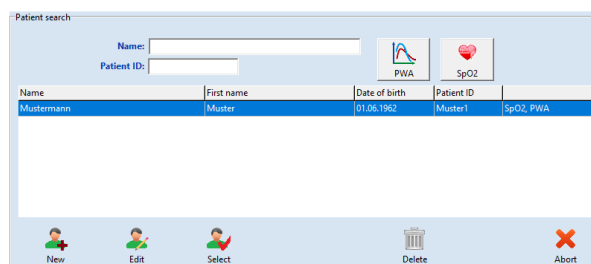 Patient search
Name:
Patient ID:
PWA SpO2
Name First name Date of birth Patient ID
Mustermann Muster 01.06.1962 Muster1 SpO2, PWA
New Edit Select Delete Abort